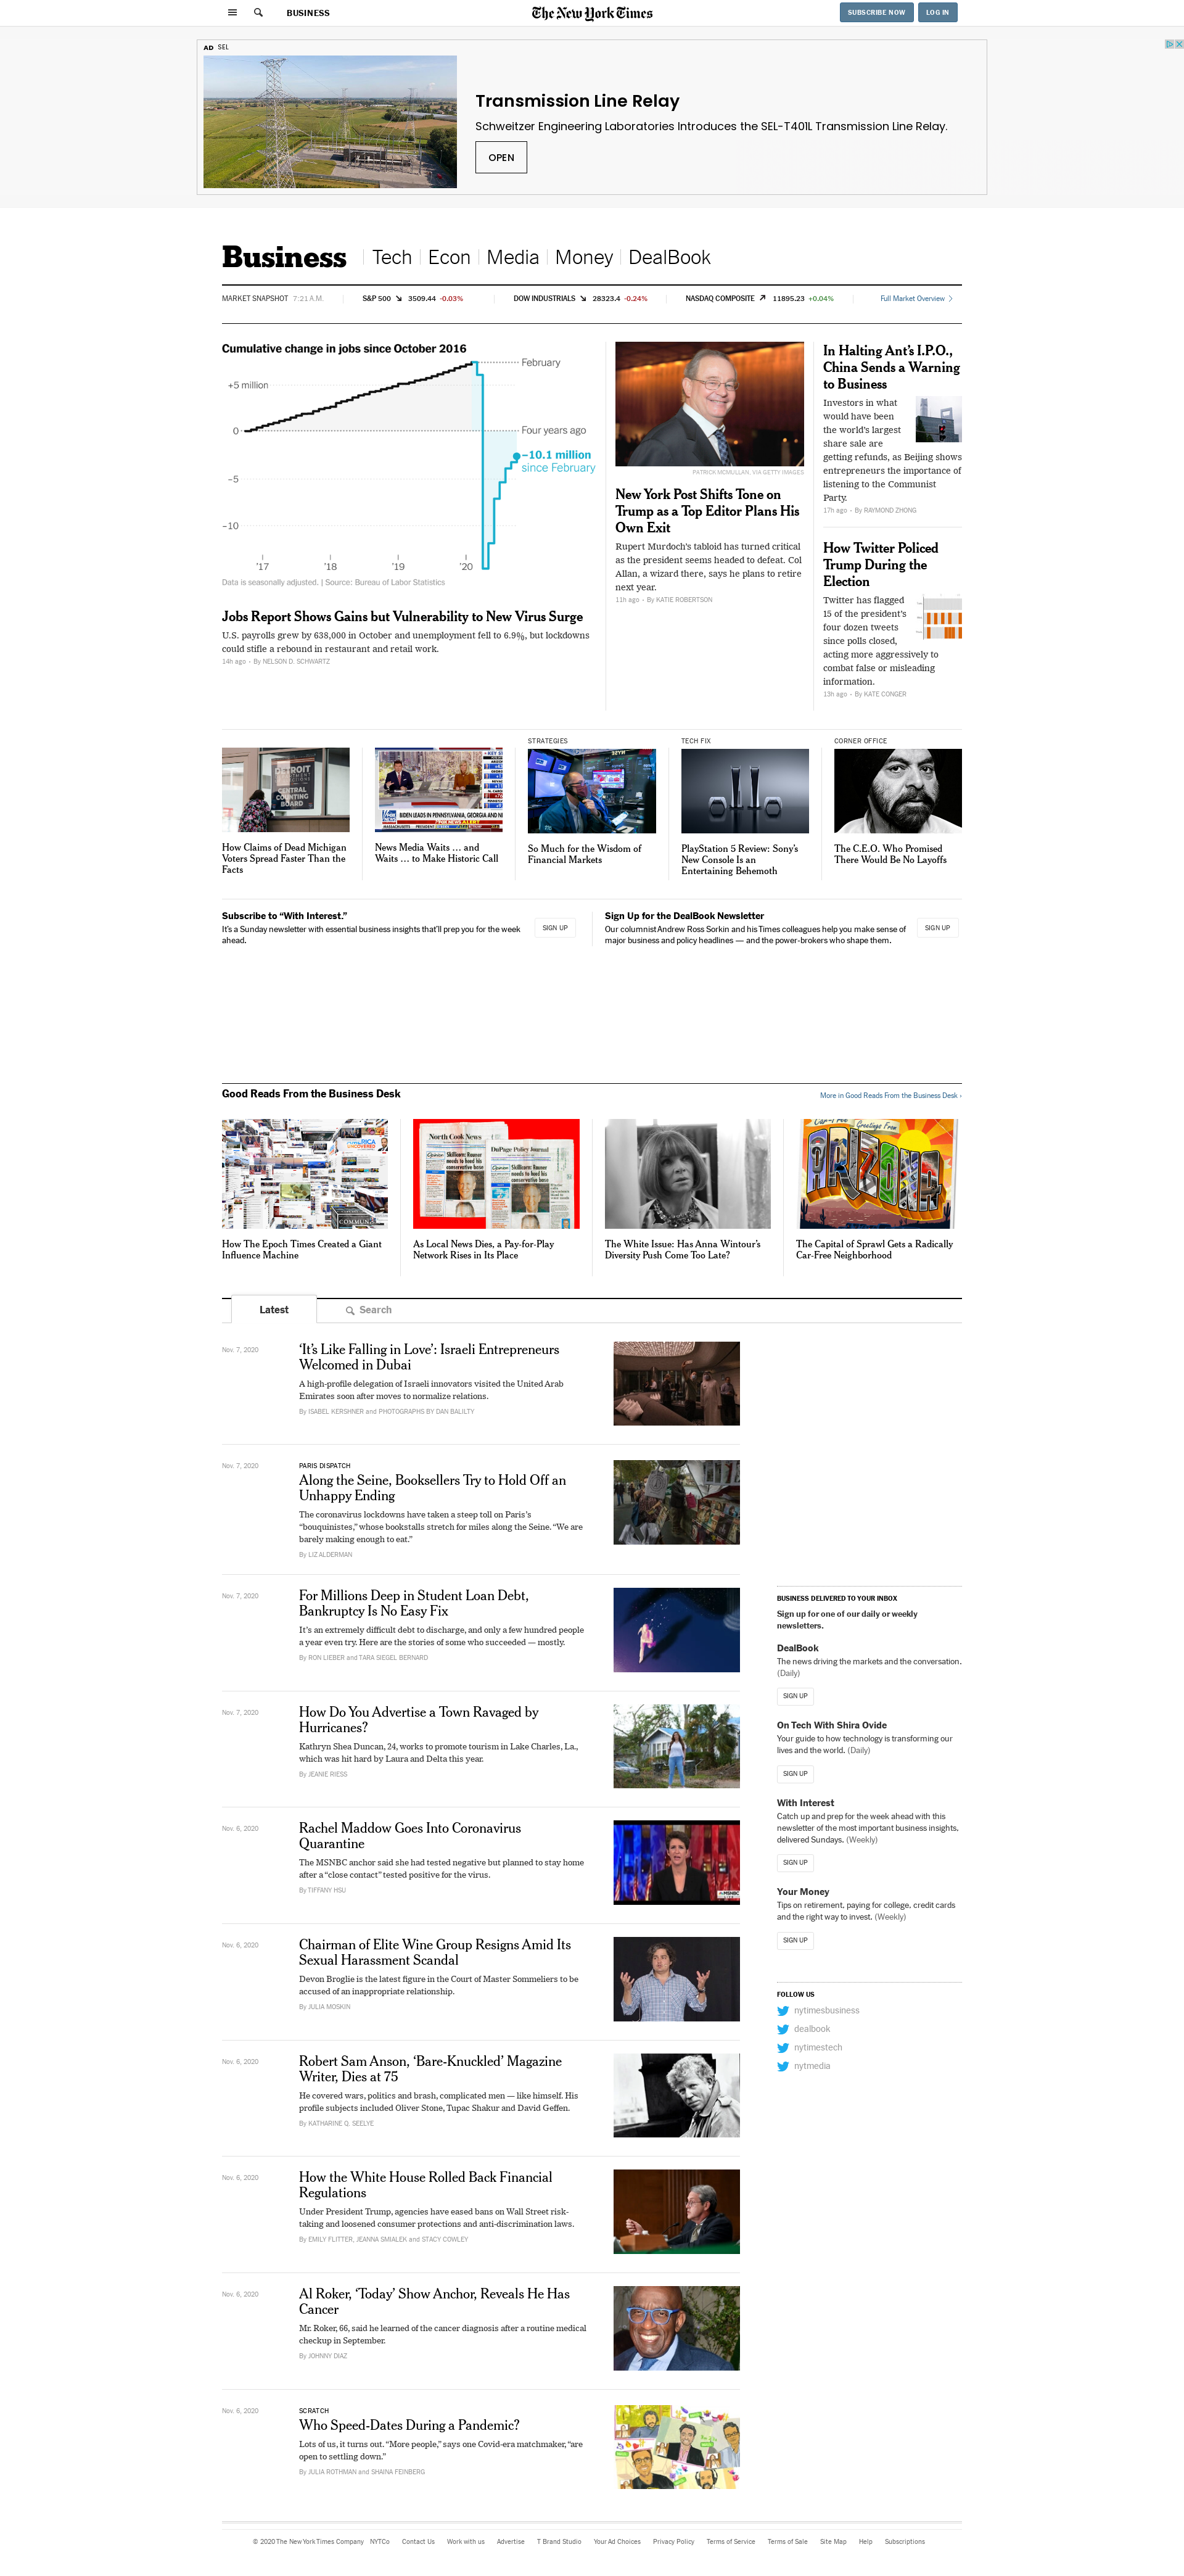 BUSINESS
The New York Times
SUBSCRIBE NOW
LOG IN
AD SEL
Transmission Line Relay
Schweitzer Engineering Laboratories Introduces the SEL-T401L Transmission Line Relay.
OPEN
Business
Tech
Econ
Media
Money
DealBook
MARKET SNAPSHOT 7:21 A.M.
S&P 500 3509.44 -0.03%
DOW INDUSTRIALS 28323.4 -0.24%
NASDAQ COMPOSITE 11895.23 +0.04%
Full Market Overview
Cumulative change in jobs since October 2016
February
+5 million
0
Four years ago
–10.1 million
since February
–5
–10
’17
’18
’19
’20
Data is seasonally adjusted. | Source: Bureau of Labor Statistics
Jobs Report Shows Gains but Vulnerability to New Virus Surge
U.S. payrolls grew by 638,000 in October and unemployment fell to 6.9%, but lockdowns
could stifle a rebound in restaurant and retail work.
14h ago • By NELSON D. SCHWARTZ
PATRICK MCMULLAN, VIA GETTY IMAGES
New York Post Shifts Tone on
Trump as a Top Editor Plans His
Own Exit
Rupert Murdoch’s tabloid has turned critical
as the president seems headed to defeat. Col
Allan, a wizard there, says he plans to retire
next year.
11h ago • By KATIE ROBERTSON
In Halting Ant’s I.P.O.,
China Sends a Warning
to Business
Investors in what
would have been
the world’s largest
share sale are
getting refunds, as Beijing shows
entrepreneurs the importance of
listening to the Communist
Party.
17h ago • By RAYMOND ZHONG
How Twitter Policed
Trump During the
Election
Twitter has flagged
15 of the president’s
four dozen tweets
since polls closed,
acting more aggressively to
combat false or misleading
information.
13h ago • By KATE CONGER
DETROIT
CENTRAL
COUNTING
BOARD
How Claims of Dead Michigan
Voters Spread Faster Than the
Facts
BIDEN LEADS IN PENNSYLVANIA, GEORGIA AND N
News Media Waits … and
Waits … to Make Historic Call
STRATEGIES
So Much for the Wisdom of
Financial Markets
TECH FIX
PlayStation 5 Review: Sony’s
New Console Is an
Entertaining Behemoth
CORNER OFFICE
The C.E.O. Who Promised
There Would Be No Layoffs
Subscribe to “With Interest.”
It’s a Sunday newsletter with essential business insights that’ll prep you for the week
ahead.
SIGN UP
Sign Up for the DealBook Newsletter
Our columnist Andrew Ross Sorkin and his Times colleagues help you make sense of
major business and policy headlines — and the power-brokers who shape them.
SIGN UP
Good Reads From the Business Desk
More in Good Reads From the Business Desk ›
How The Epoch Times Created a Giant
Influence Machine
North Cook News
DuPage Policy Journal
As Local News Dies, a Pay-for-Play
Network Rises in Its Place
The White Issue: Has Anna Wintour’s
Diversity Push Come Too Late?
Greetings From
ARIZONA
The Capital of Sprawl Gets a Radically
Car-Free Neighborhood
Latest
Search
Nov. 7, 2020
‘It’s Like Falling in Love’: Israeli Entrepreneurs
Welcomed in Dubai
A high-profile delegation of Israeli innovators visited the United Arab
Emirates soon after moves to normalize relations.
By ISABEL KERSHNER and PHOTOGRAPHS BY DAN BALILTY
Nov. 7, 2020
PARIS DISPATCH
Along the Seine, Booksellers Try to Hold Off an
Unhappy Ending
The coronavirus lockdowns have taken a steep toll on Paris’s
“bouquinistes,” whose bookstalls stretch for miles along the Seine. “We are
barely making enough to eat.”
By LIZ ALDERMAN
Nov. 7, 2020
For Millions Deep in Student Loan Debt,
Bankruptcy Is No Easy Fix
It’s an extremely difficult debt to discharge, and only a few hundred people
a year even try. Here are the stories of some who succeeded — mostly.
By RON LIEBER and TARA SIEGEL BERNARD
Nov. 7, 2020
How Do You Advertise a Town Ravaged by
Hurricanes?
Kathryn Shea Duncan, 24, works to promote tourism in Lake Charles, La.,
which was hit hard by Laura and Delta this year.
By JEANIE RIESS
Nov. 6, 2020
Rachel Maddow Goes Into Coronavirus
Quarantine
The MSNBC anchor said she had tested negative but planned to stay home
after a “close contact” tested positive for the virus.
By TIFFANY HSU
MSNBC
Nov. 6, 2020
Chairman of Elite Wine Group Resigns Amid Its
Sexual Harassment Scandal
Devon Broglie is the latest figure in the Court of Master Sommeliers to be
accused of an inappropriate relationship.
By JULIA MOSKIN
Nov. 6, 2020
Robert Sam Anson, ‘Bare-Knuckled’ Magazine
Writer, Dies at 75
He covered wars, politics and brash, complicated men — like himself. His
profile subjects included Oliver Stone, Tupac Shakur and David Geffen.
By KATHARINE Q. SEELYE
Nov. 6, 2020
How the White House Rolled Back Financial
Regulations
Under President Trump, agencies have eased bans on Wall Street risk-
taking and loosened consumer protections and anti-discrimination laws.
By EMILY FLITTER, JEANNA SMIALEK and STACY COWLEY
Nov. 6, 2020
Al Roker, ‘Today’ Show Anchor, Reveals He Has
Cancer
Mr. Roker, 66, said he learned of the cancer diagnosis after a routine medical
checkup in September.
By JOHNNY DIAZ
Nov. 6, 2020
SCRATCH
Who Speed-Dates During a Pandemic?
Lots of us, it turns out. “More people,” says one Covid-era matchmaker, “are
open to settling down.”
By JULIA ROTHMAN and SHAINA FEINBERG
BUSINESS DELIVERED TO YOUR INBOX
Sign up for one of our daily or weekly
newsletters.
DealBook
The news driving the markets and the conversation.
(Daily)
SIGN UP
On Tech With Shira Ovide
Your guide to how technology is transforming our
lives and the world. (Daily)
SIGN UP
With Interest
Catch up and prep for the week ahead with this
newsletter of the most important business insights,
delivered Sundays. (Weekly)
SIGN UP
Your Money
Tips on retirement, paying for college, credit cards
and the right way to invest. (Weekly)
SIGN UP
FOLLOW US
nytimesbusiness
dealbook
nytimestech
nytmedia
© 2020 The New York Times Company NYTCo Contact Us Work with us Advertise T Brand Studio Your Ad Choices Privacy Policy Terms of Service Terms of Sale Site Map Help Subscriptions